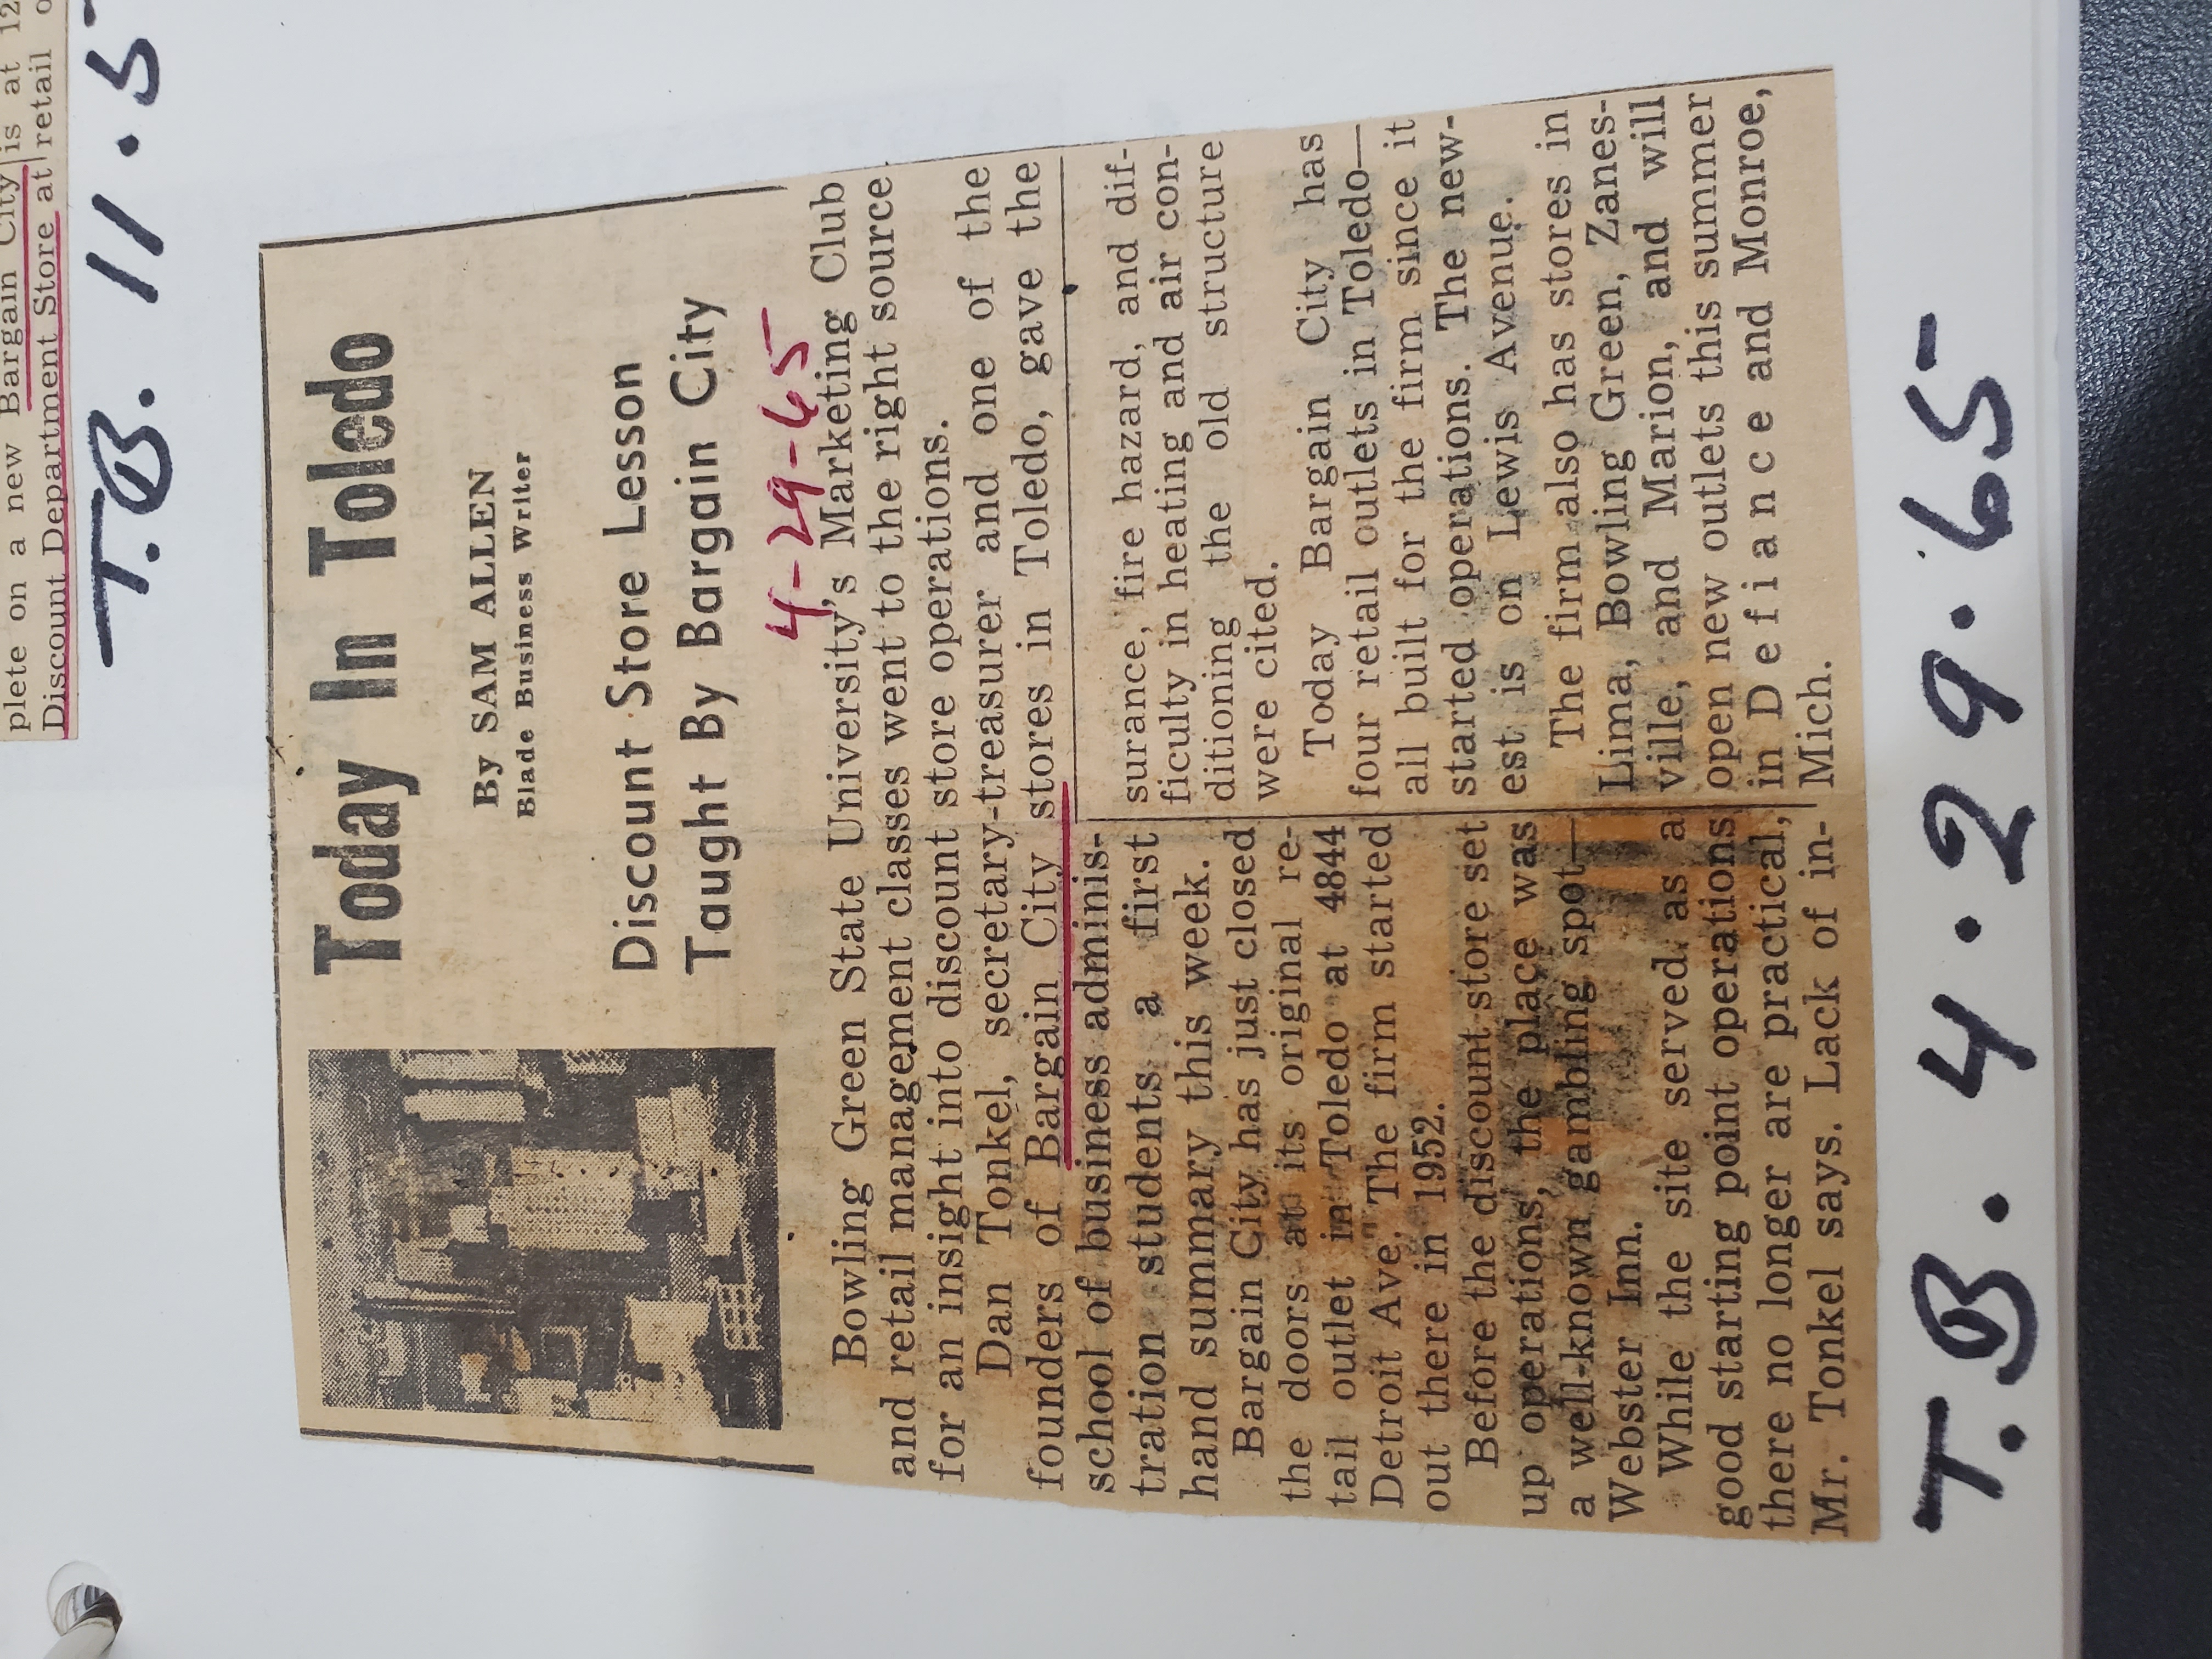 plete on a new Bargain City is at 12
Discount Department Store at retail
T.B. 11.5
Today In Toledo
By SAM ALLEN
Blade Business Writer
Discount Store Lesson
Taught By Bargain City
4-29-65
Bowling Green State University's Marketing Club
and retail management classes went to the right source
for an insight into discount store operations.
Dan Tonkel, secretary-treasurer and one of the
founders of Bargain City stores in Toledo, gave the
school of business adminis-
tration students a first
hand summary this week.
Bargain City has just closed
the doors at its original re-
tail outlet in Toledo at 4844
Detroit Ave. The firm started
out there in 1952.
Before the discount store set
up operations, the place was
a well-known gambling spot—
Webster Inn.
While the site served as a
good starting point operations
there no longer are practical,
Mr. Tonkel says. Lack of in-
surance, fire hazard, and dif-
ficulty in heating and air con-
ditioning the old structure
were cited.
Today Bargain City has
four retail outlets in Toledo—
all built for the firm since it
started operations. The new-
est is on Lewis Avenue.
The firm also has stores in
Lima, Bowling Green, Zanes-
ville, and Marion, and will
open new outlets this summer
in Defiance and Monroe,
Mich.
T.B. 4.29.65